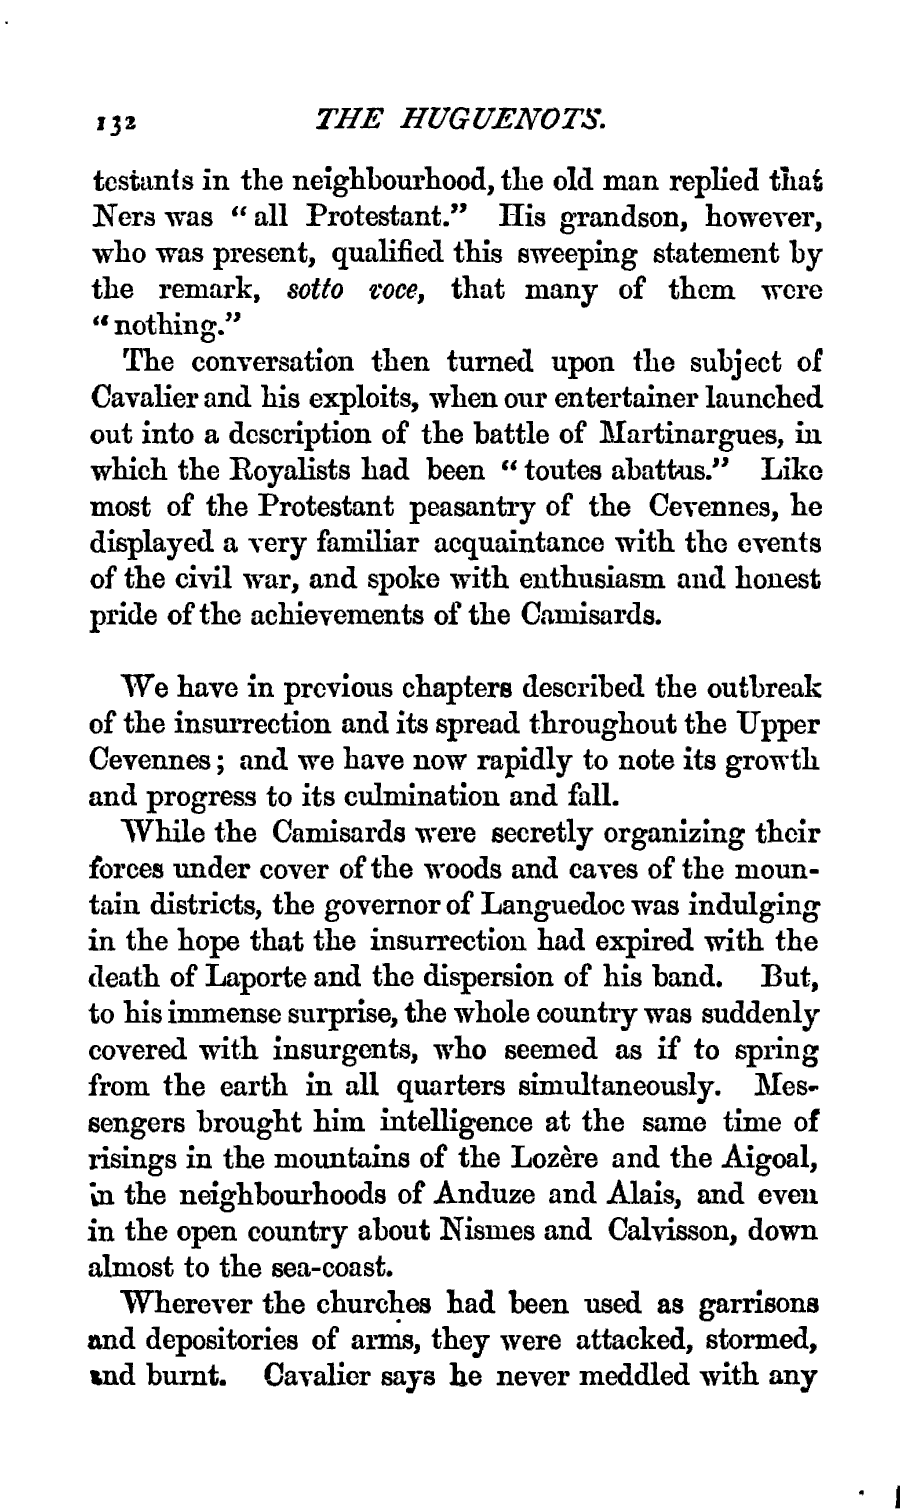 132 THE HUGUENOTS.
testants in the neighbourhood, the old man replied that
Ners was “all Protestant.” His grandson, however,
who was present, qualified this sweeping statement by
the remark, sotto voce, that many of them were
“nothing.”
The conversation then turned upon the subject of
Cavalier and his exploits, when our entertainer launched
out into a description of the battle of Martinargues, in
which the Royalists had been “toutes abattus.” Like
most of the Protestant peasantry of the Cevennes, he
displayed a very familiar acquaintance with the events
of the civil war, and spoke with enthusiasm and honest
pride of the achievements of the Camisards.
We have in previous chapters described the outbreak
of the insurrection and its spread throughout the Upper
Cevennes; and we have now rapidly to note its growth
and progress to its culmination and fall.
While the Camisards were secretly organizing their
forces under cover of the woods and caves of the moun-
tain districts, the governor of Languedoc was indulging
in the hope that the insurrection had expired with the
death of Laporte and the dispersion of his band. But,
to his immense surprise, the whole country was suddenly
covered with insurgents, who seemed as if to spring
from the earth in all quarters simultaneously. Mes-
sengers brought him intelligence at the same time of
risings in the mountains of the Lozère and the Aigoal,
in the neighbourhoods of Anduze and Alais, and even
in the open country about Nismes and Calvisson, down
almost to the sea-coast.
Wherever the churches had been used as garrisons
and depositories of arms, they were attacked, stormed,
and burnt. Cavalier says he never meddled with any